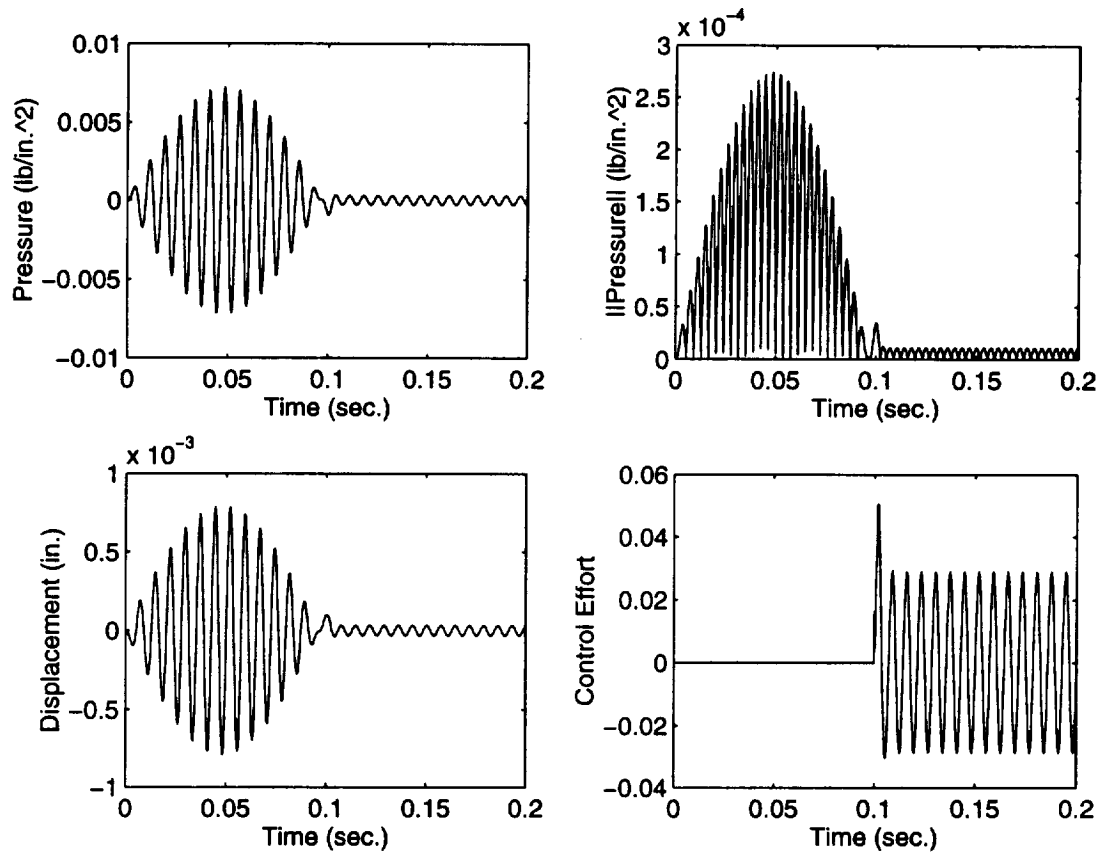 Pressure (lb/in.^2)
0.01
0.005
0
−0.005
−0.01
0 0.05 0.1 0.15 0.2
Time (sec.)
x 10−4
||Pressurell (lb/in.^2)
3
2.5
2
1.5
1
0.5
0
0 0.05 0.1 0.15 0.2
Time (sec.)
x 10−3
Displacement (in.)
1
0.5
0
−0.5
−1
0 0.05 0.1 0.15 0.2
Time (sec.)
Control Effort
0.06
0.04
0.02
0
−0.02
−0.04
0 0.05 0.1 0.15 0.2
Time (sec.)